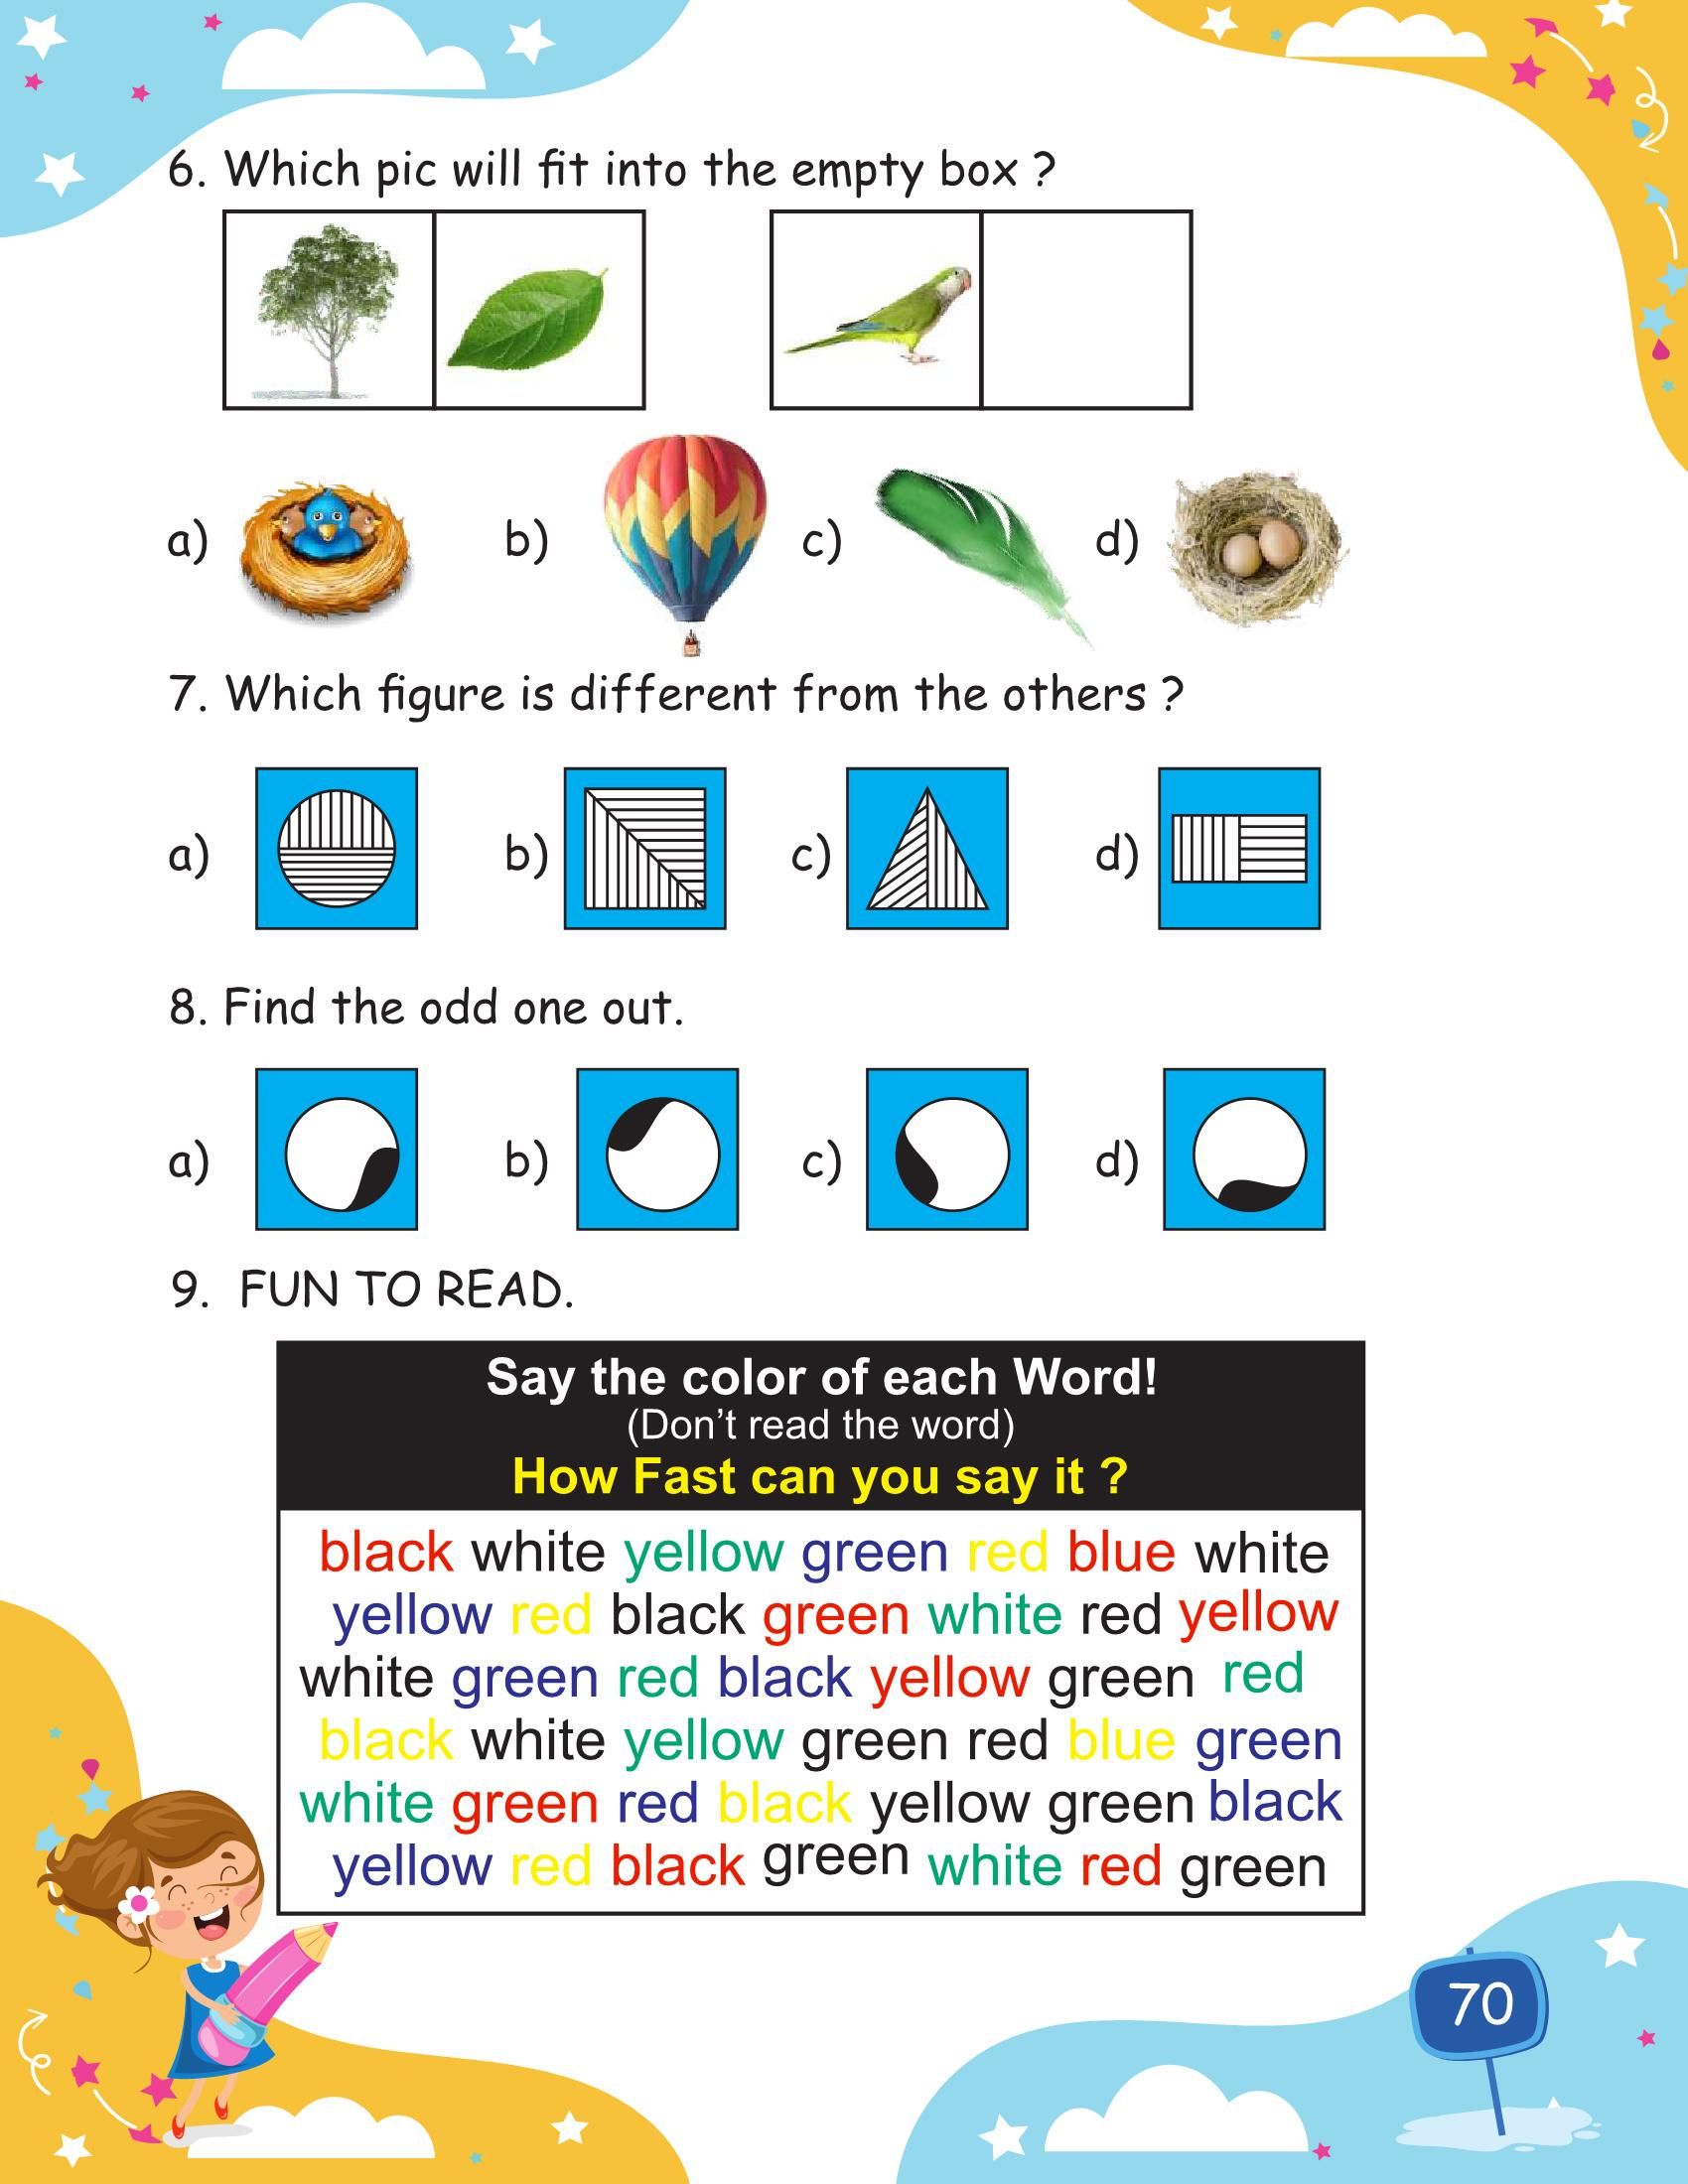 6. Which pic will fit into the empty box ?
a) b) c) d)
7. Which figure is different from the others ?
a) b) c) d)
8. Find the odd one out.
a) b) c) d)
9. FUN TO READ.
Say the color of each Word!
(Don't read the word)
How Fast can you say it ?
black white yellow green red blue white
yellow red black green white red yellow
white green red black yellow green red
black white yellow green red blue green
white green red black yellow green black
yellow red black green white red green
70